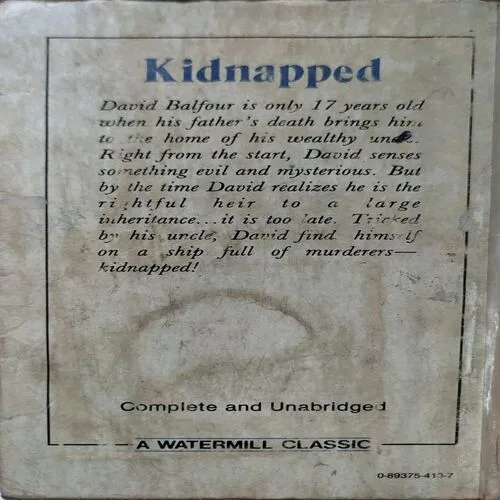 Kidnapped
David Balfour is only 17 years old
when his father's death brings him
to the home of his wealthy uncle.
Right from the start, David senses
something evil and mysterious. But
by the time David realizes he is the
rightful heir to a large
inheritance...it is too late. Tricked
by his uncle, David find himself
on a ship full of murderers—
kidnapped!
Complete and Unabridged
A WATERMILL CLASSIC
0-89375-413-7